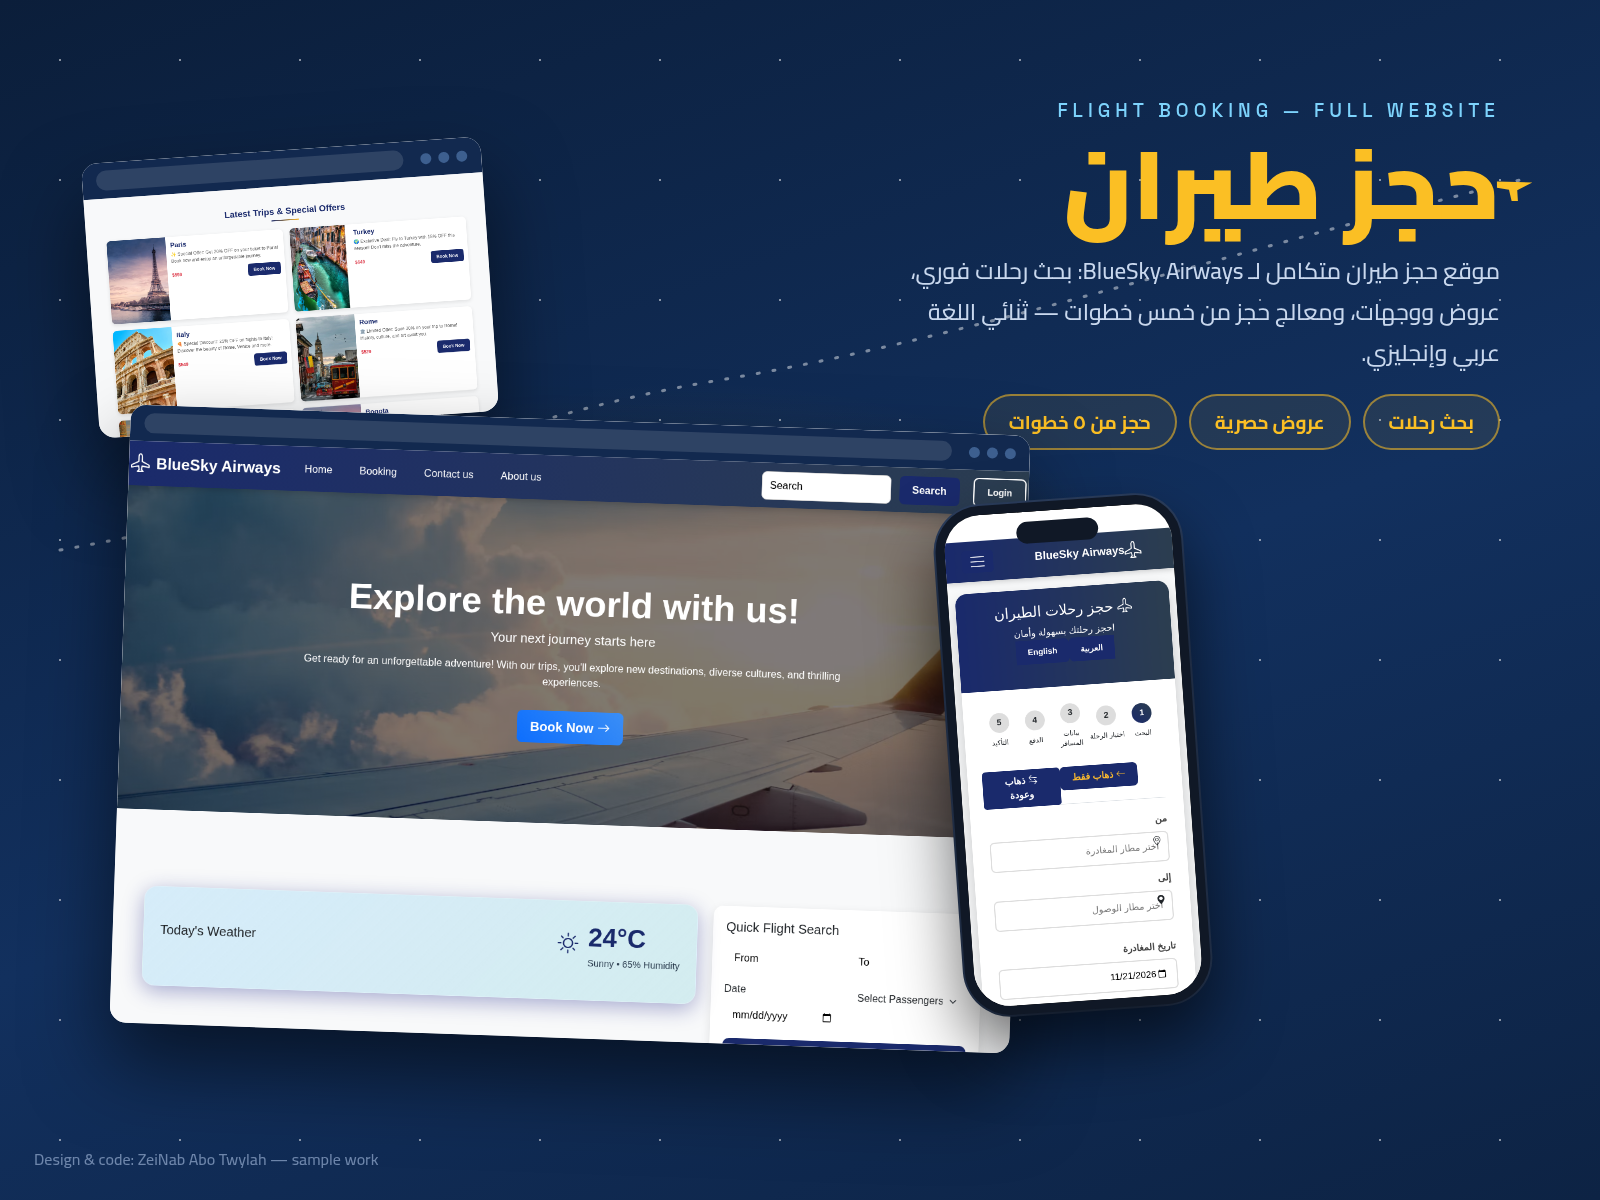 FLIGHT BOOKING — FULL WEBSITE
حجز طيران
موقع حجز طيران متكامل لـ BlueSky Airways: بحث رحلات فوري،
عروض ووجهات، ومعالج حجز من خمس خطوات — ثنائي اللغة
عربي وإنجليزي.
بحث رحلات
عروض حصرية
حجز من ٥ خطوات
Latest Trips & Special Offers
Paris
Book Now
Turkey
Book Now
Italy
Book Now
Rome
Book Now
Bogota
BlueSky Airways
Home
Booking
Contact us
About us
Search
Search
Login
Explore the world with us!
Your next journey starts here
Get ready for an unforgettable adventure! With our trips, you'll explore new destinations, diverse cultures, and thrilling
experiences.
Book Now →
Today's Weather
24°C
Sunny • 65% Humidity
Quick Flight Search
From
To
Date
Select Passengers
mm/dd/yyyy
BlueSky Airways
حجز رحلات الطيران
احجز رحلتك بسهولة وأمان
العربية
English
1
2
3
4
5
البحث
اختيار الرحلة
بيانات
المسافر
الدفع
التأكيد
ذهاب فقط
ذهاب
وعودة
من
اختر مطار المغادرة
إلى
اختر مطار الوصول
تاريخ المغادرة
11/21/2026
Design & code: ZeiNab Abo Twylah — sample work